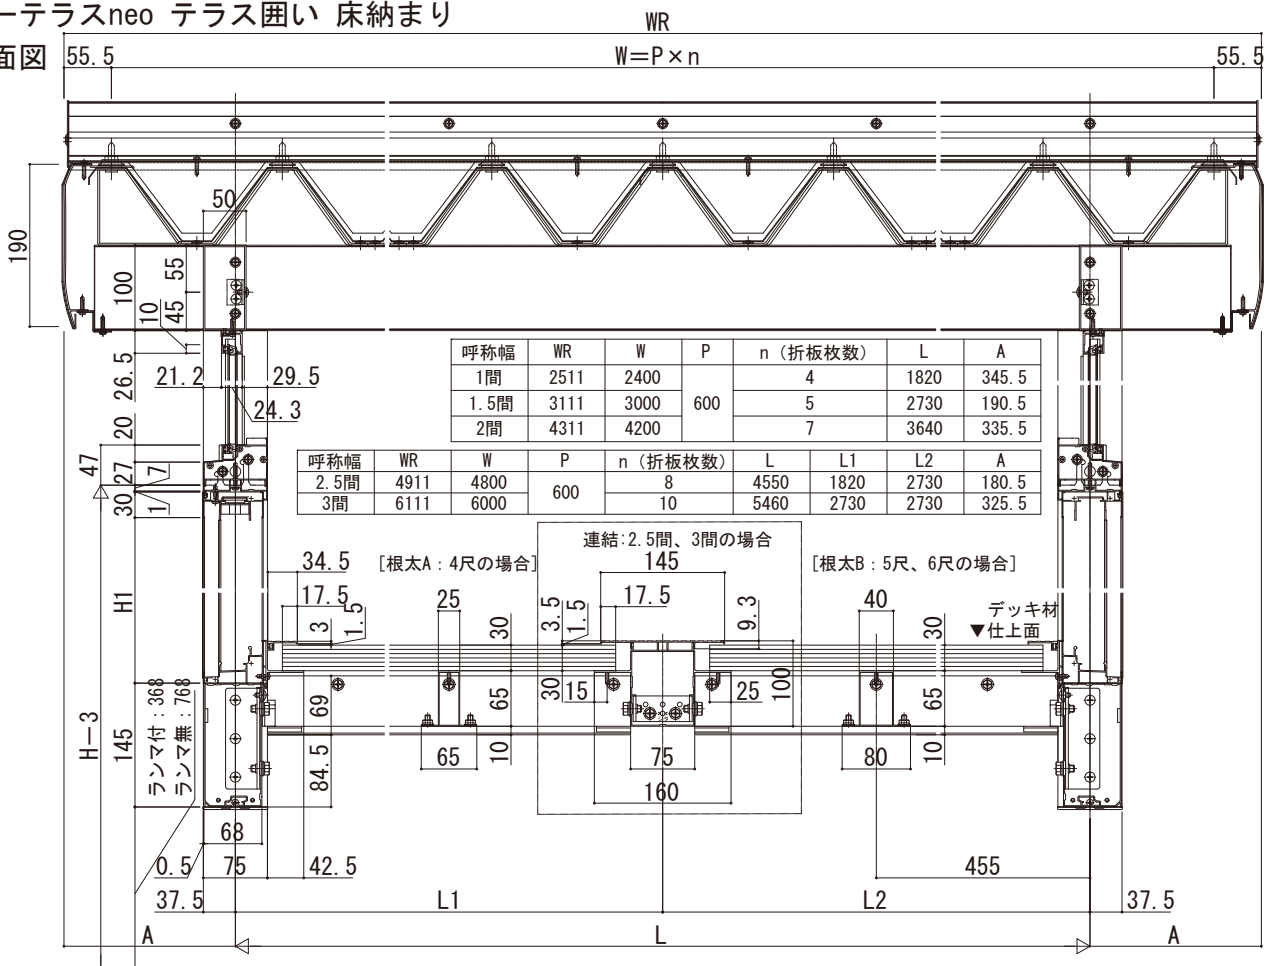 ーテラスneo テラス囲い 床納まり
面図
WR
55.5 W＝P×n 55.5
50
190
100
55
10
45
26.5
21.2 29.5
24.3
20
47
27
7
30
1
呼称幅 WR W P n（折板枚数） L A
1間 2511 2400 600 4 1820 345.5
1.5間 3111 3000 5 2730 190.5
2間 4311 4200 7 3640 335.5
呼称幅 WR W P n（折板枚数） L L1 L2 A
2.5間 4911 4800 600 8 4550 1820 2730 180.5
3間 6111 6000 10 5460 2730 2730 325.5
連結:2.5間、3間の場合
34.5 [根太A：4尺の場合] 145 [根太B：5尺、6尺の場合]
H1
17.5 25 17.5 40
3 1.5 30 3.5 1.5 9.3 30
デッキ材
▼仕上面
69 65 30 15 25 100 65
H－3
145
ランマ付：368
ランマ無：768
84.5 10 10
65 75 80
160
68
0.5 75 42.5 455
37.5 L1 L2 37.5
A L A